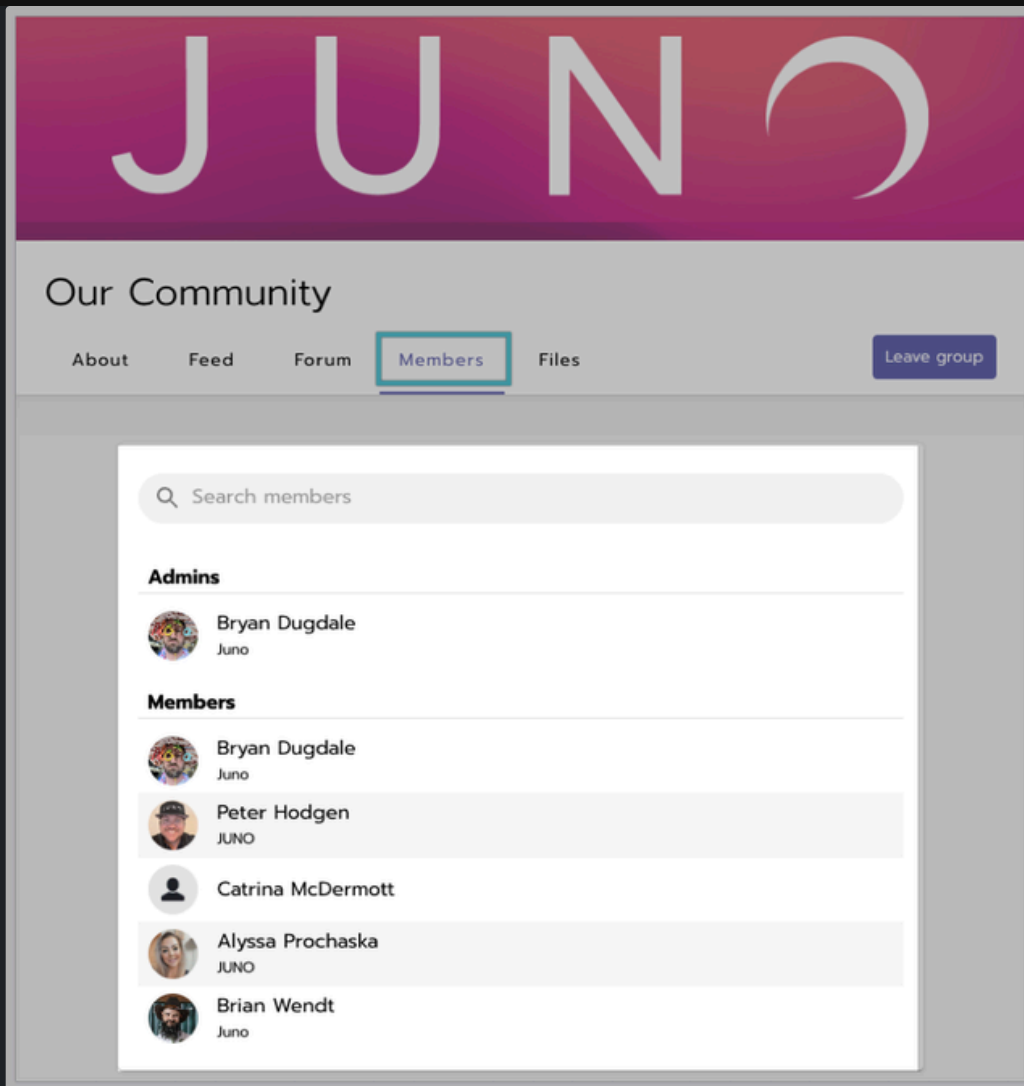 JUNO
Our Community
About Feed Forum Members Files Leave group
Search members
Admins
Bryan Dugdale
Juno
Members
Bryan Dugdale
Juno
Peter Hodgen
JUNO
Catrina McDermott
Alyssa Prochaska
JUNO
Brian Wendt
Juno